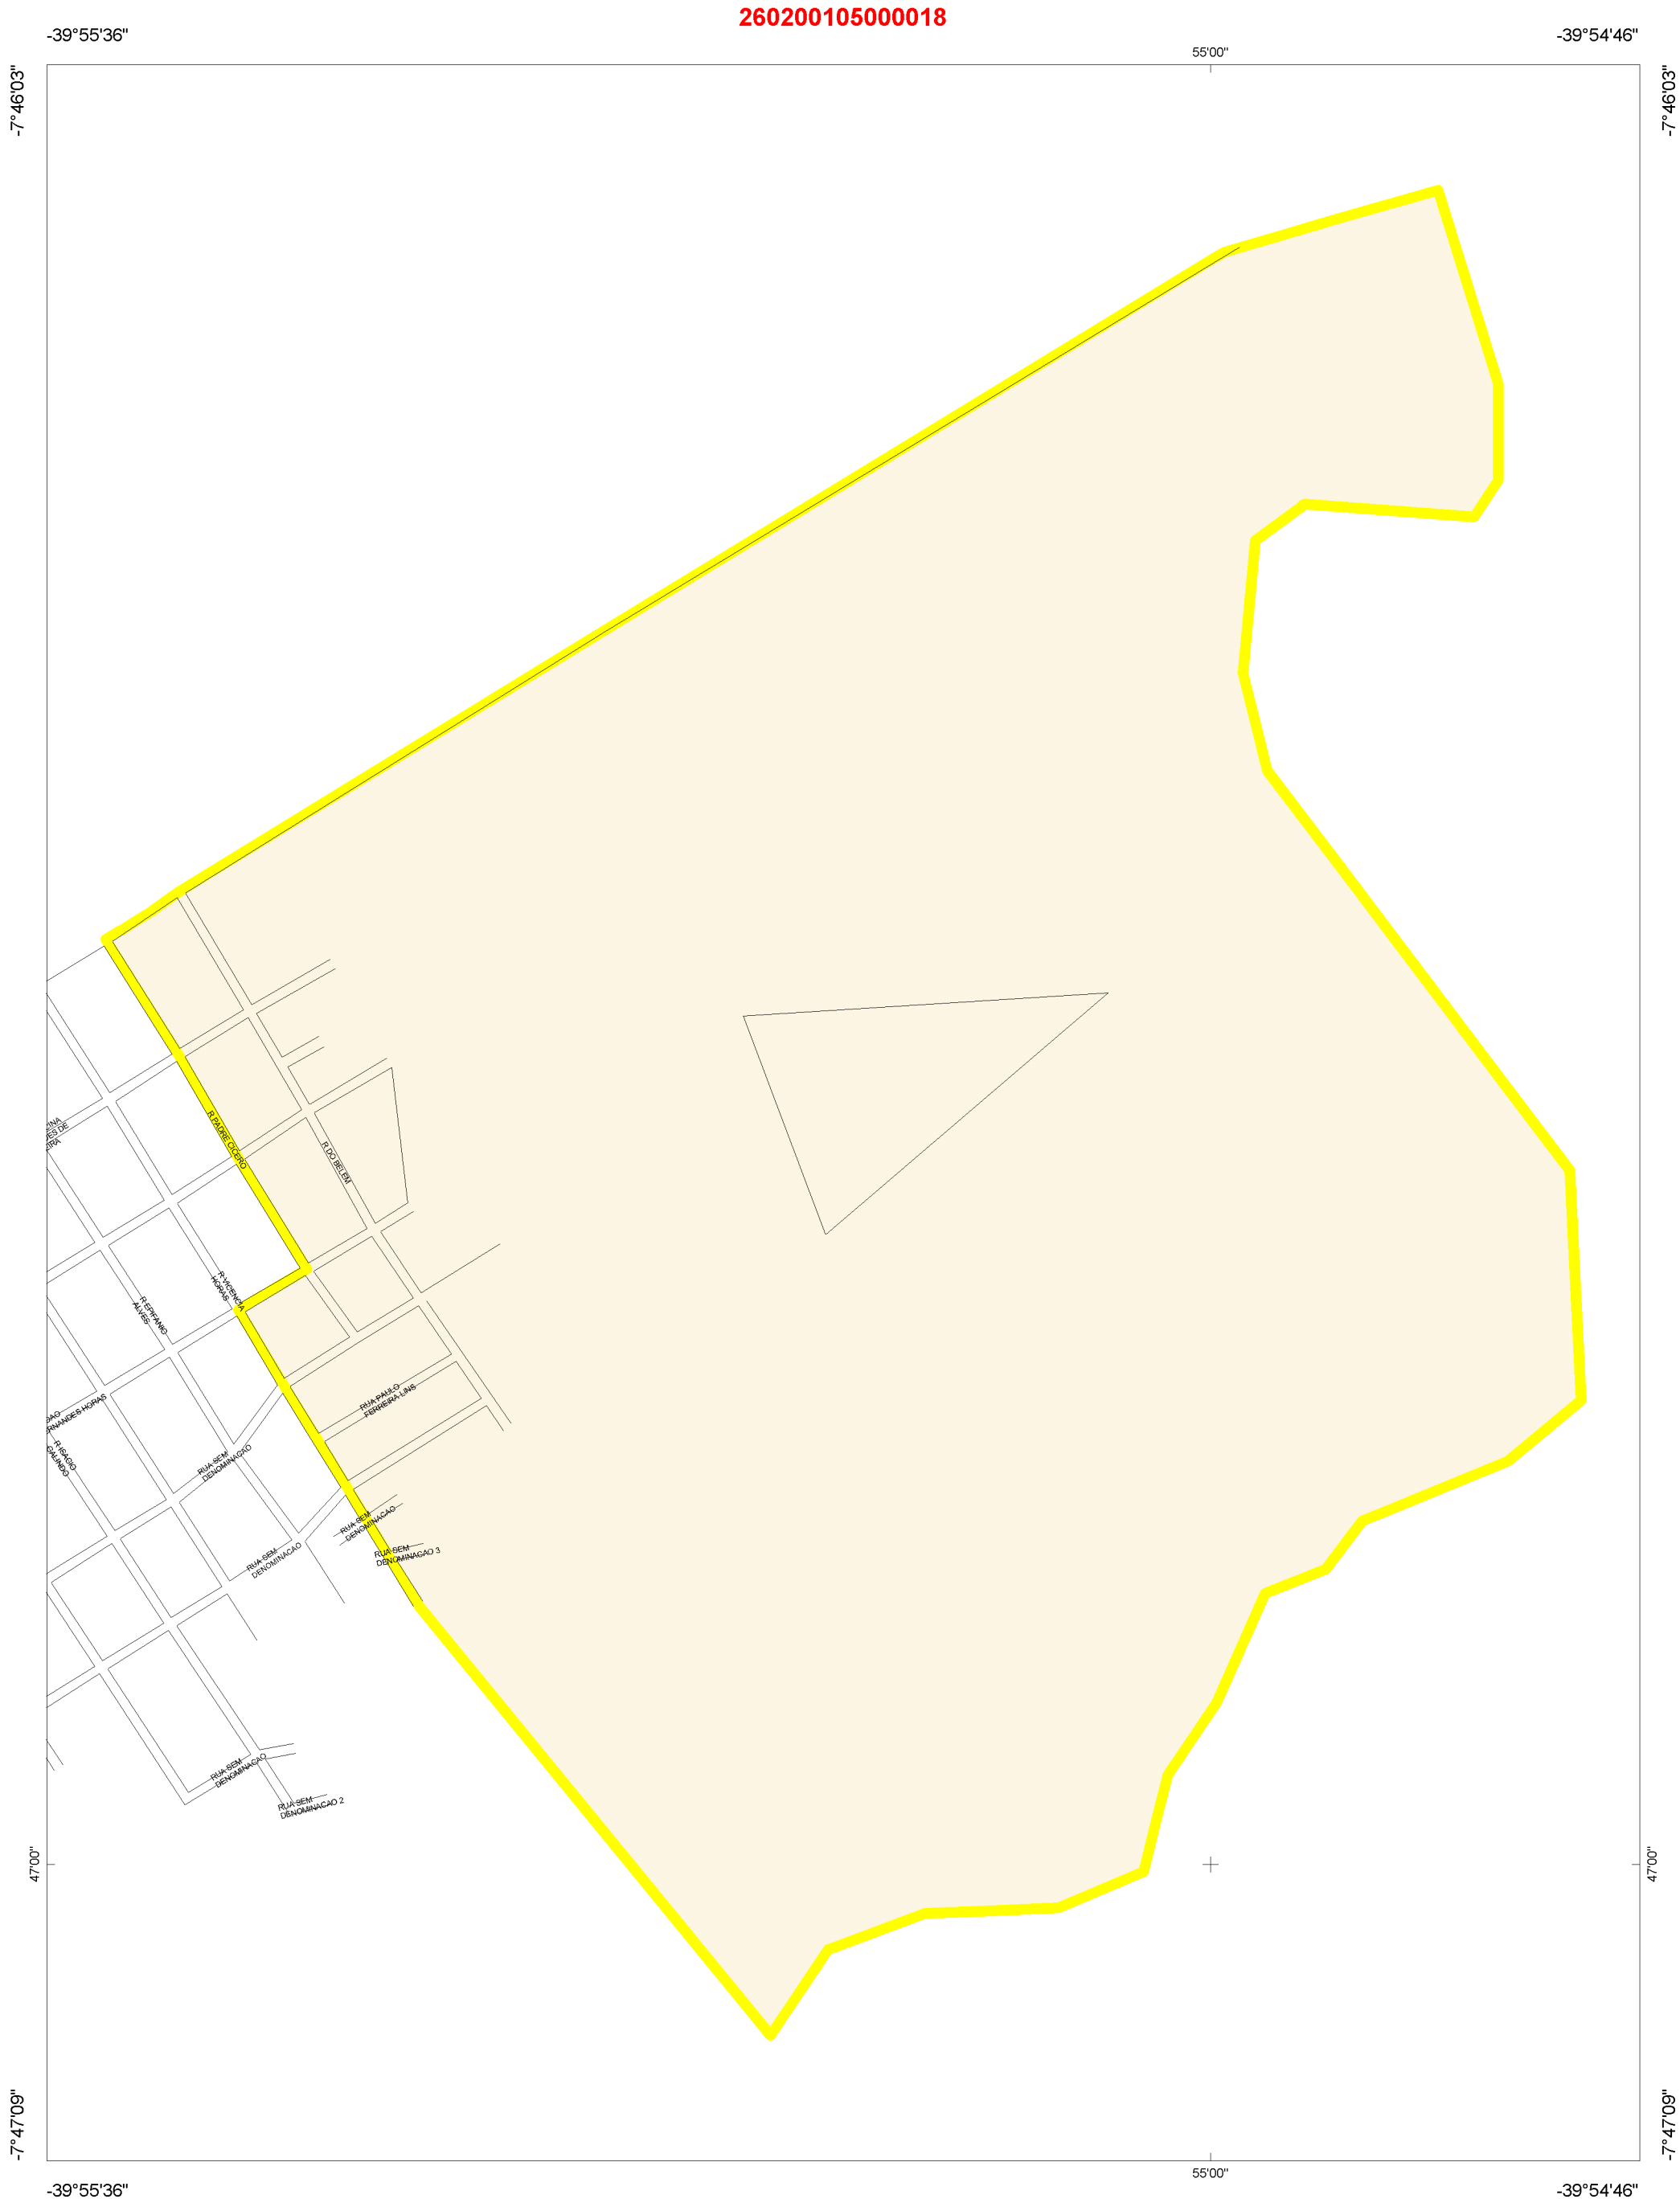 260200105000018
-39°55'36"
-39°54'46"
55'00"
-7°46'03"
-7°46'03"
R PADRE CICERO
R DO BELEM
R VICENCIA
HORAS
R EPIFANIO
ALVES
RUA PAULO
FERREIRA LINS
R ISAGIO
GALINDO
RUA SEM
DENOMINACAO
RUA SEM
DENOMINACAO
RUA SEM
DENOMINACAO 3
RUA SEM
DENOMINACAO
RUA SEM
DENOMINACAO
RUA SEM
DENOMINACAO 2
47'00"
47'00"
-7°47'09"
-7°47'09"
55'00"
-39°55'36"
-39°54'46"